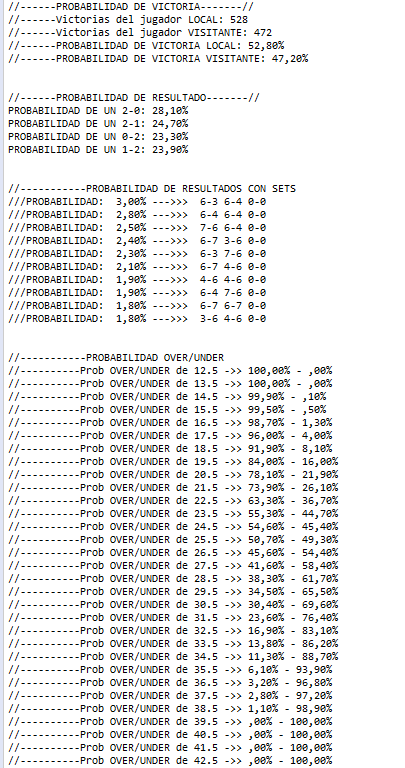 //------PROBABILIDAD DE VICTORIA-------//
//------Victorias del jugador LOCAL: 528
//------Victorias del jugador VISITANTE: 472
//------PROBABILIDAD DE VICTORIA LOCAL: 52,80%
//------PROBABILIDAD DE VICTORIA VISITANTE: 47,20%
//------PROBABILIDAD DE RESULTADO-------//
PROBABILIDAD DE UN 2-0: 28,10%
PROBABILIDAD DE UN 2-1: 24,70%
PROBABILIDAD DE UN 0-2: 23,30%
PROBABILIDAD DE UN 1-2: 23,90%
//-----------PROBABILIDAD DE RESULTADOS CON SETS
///PROBABILIDAD:  3,00% --->>>  6-3 6-4 0-0
///PROBABILIDAD:  2,80% --->>>  6-4 6-4 0-0
///PROBABILIDAD:  2,50% --->>>  7-6 6-4 0-0
///PROBABILIDAD:  2,40% --->>>  6-7 3-6 0-0
///PROBABILIDAD:  2,30% --->>>  6-3 7-6 0-0
///PROBABILIDAD:  2,10% --->>>  6-7 4-6 0-0
///PROBABILIDAD:  1,90% --->>>  4-6 4-6 0-0
///PROBABILIDAD:  1,90% --->>>  6-4 7-6 0-0
///PROBABILIDAD:  1,80% --->>>  6-7 6-7 0-0
///PROBABILIDAD:  1,80% --->>>  3-6 4-6 0-0
//-----------PROBABILIDAD OVER/UNDER
//----------Prob OVER/UNDER de 12.5 ->> 100,00% - ,00%
//----------Prob OVER/UNDER de 13.5 ->> 100,00% - ,00%
//----------Prob OVER/UNDER de 14.5 ->> 99,90% - ,10%
//----------Prob OVER/UNDER de 15.5 ->> 99,50% - ,50%
//----------Prob OVER/UNDER de 16.5 ->> 98,70% - 1,30%
//----------Prob OVER/UNDER de 17.5 ->> 96,00% - 4,00%
//----------Prob OVER/UNDER de 18.5 ->> 91,90% - 8,10%
//----------Prob OVER/UNDER de 19.5 ->> 84,00% - 16,00%
//----------Prob OVER/UNDER de 20.5 ->> 78,10% - 21,90%
//----------Prob OVER/UNDER de 21.5 ->> 73,90% - 26,10%
//----------Prob OVER/UNDER de 22.5 ->> 63,30% - 36,70%
//----------Prob OVER/UNDER de 23.5 ->> 55,30% - 44,70%
//----------Prob OVER/UNDER de 24.5 ->> 54,60% - 45,40%
//----------Prob OVER/UNDER de 25.5 ->> 50,70% - 49,30%
//----------Prob OVER/UNDER de 26.5 ->> 45,60% - 54,40%
//----------Prob OVER/UNDER de 27.5 ->> 41,60% - 58,40%
//----------Prob OVER/UNDER de 28.5 ->> 38,30% - 61,70%
//----------Prob OVER/UNDER de 29.5 ->> 34,50% - 65,50%
//----------Prob OVER/UNDER de 30.5 ->> 30,40% - 69,60%
//----------Prob OVER/UNDER de 31.5 ->> 23,60% - 76,40%
//----------Prob OVER/UNDER de 32.5 ->> 16,90% - 83,10%
//----------Prob OVER/UNDER de 33.5 ->> 13,80% - 86,20%
//----------Prob OVER/UNDER de 34.5 ->> 11,30% - 88,70%
//----------Prob OVER/UNDER de 35.5 ->> 6,10% - 93,90%
//----------Prob OVER/UNDER de 36.5 ->> 3,20% - 96,80%
//----------Prob OVER/UNDER de 37.5 ->> 2,80% - 97,20%
//----------Prob OVER/UNDER de 38.5 ->> 1,10% - 98,90%
//----------Prob OVER/UNDER de 39.5 ->> ,00% - 100,00%
//----------Prob OVER/UNDER de 40.5 ->> ,00% - 100,00%
//----------Prob OVER/UNDER de 41.5 ->> ,00% - 100,00%
//----------Prob OVER/UNDER de 42.5 ->> ,00% - 100,00%